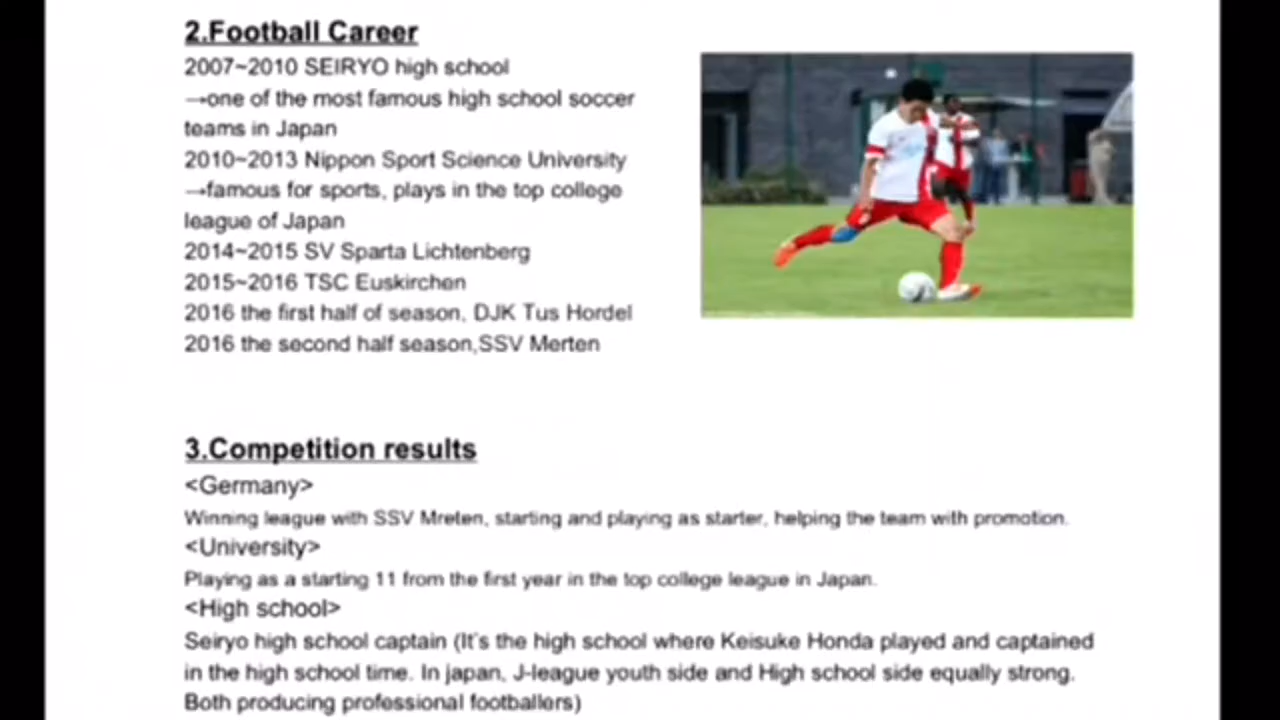 2.Football Career
2007~2010 SEIRYO high school
→one of the most famous high school soccer
teams in Japan
2010~2013 Nippon Sport Science University
→famous for sports, plays in the top college
league of Japan
2014~2015 SV Sparta Lichtenberg
2015~2016 TSC Euskirchen
2016 the first half of season, DJK Tus Hordel
2016 the second half season,SSV Merten
3.Competition results
<Germany>
Winning league with SSV Mreten, starting and playing as starter, helping the team with promotion.
<University>
Playing as a starting 11 from the first year in the top college league in Japan.
<High school>
Seiryo high school captain (It's the high school where Keisuke Honda played and captained
in the high school time. In japan, J-league youth side and High school side equally strong.
Both producing professional footballers)